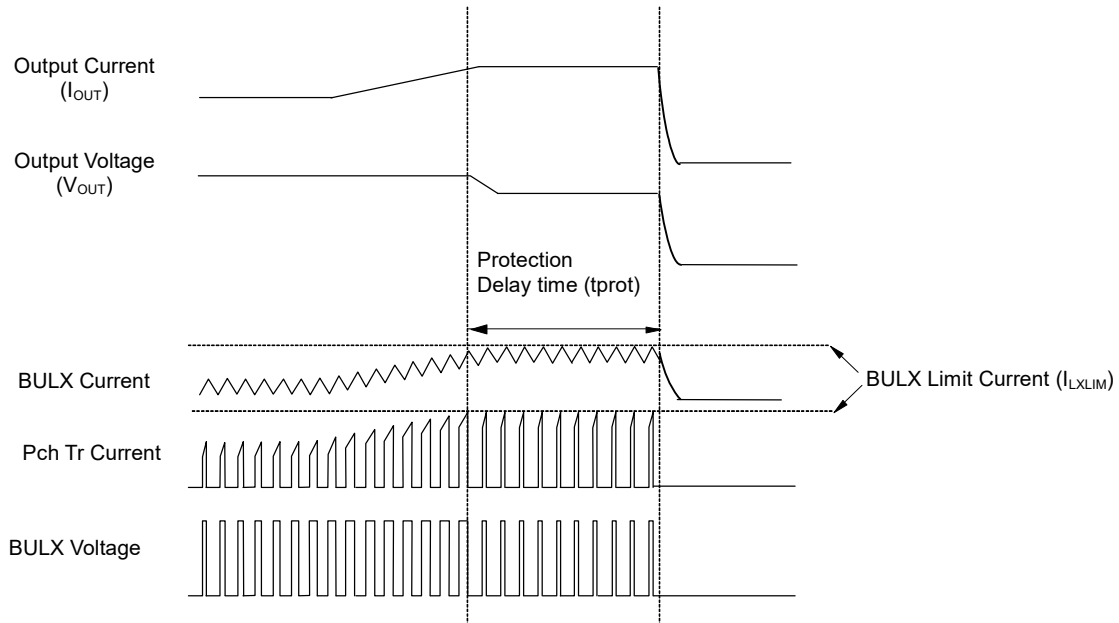 Output Current
(IOUT)
Output Voltage
(VOUT)
Protection
Delay time (tprot)
BULX Current
BULX Limit Current (ILXLIM)
Pch Tr Current
BULX Voltage